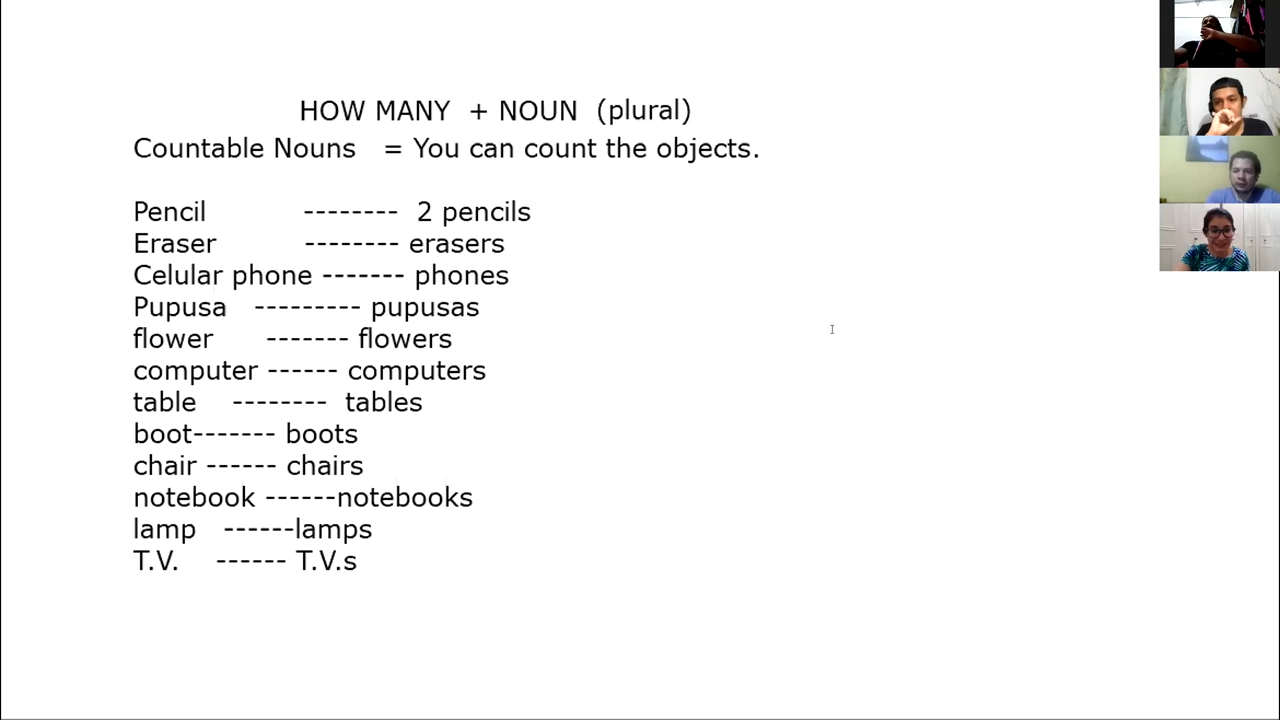 HOW MANY + NOUN (plural)
Countable Nouns = You can count the objects.
Pencil -------- 2 pencils
Eraser -------- erasers
Celular phone ------- phones
Pupusa --------- pupusas
flower ------- flowers
computer ------ computers
table -------- tables
boot------- boots
chair ------ chairs
notebook ------notebooks
lamp ------lamps
T.V. ------ T.V.s